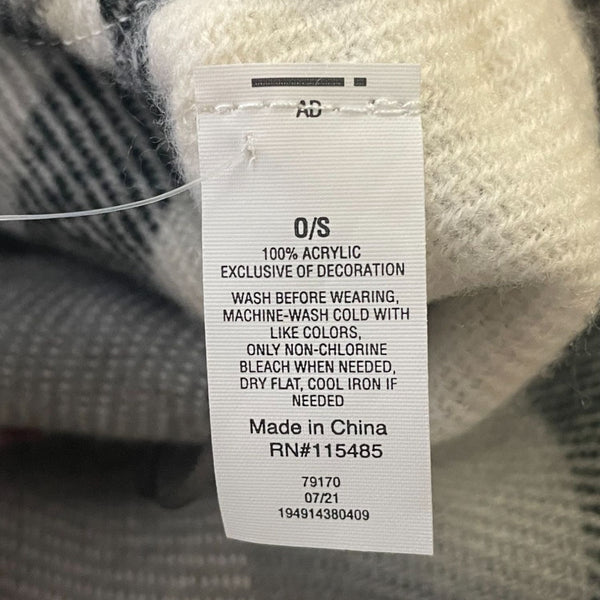 AD
O/S
100% ACRYLIC
EXCLUSIVE OF DECORATION
WASH BEFORE WEARING,
MACHINE-WASH COLD WITH
LIKE COLORS,
ONLY NON-CHLORINE
BLEACH WHEN NEEDED,
DRY FLAT, COOL IRON IF
NEEDED
Made in China
RN#115485
79170
07/21
194914380409